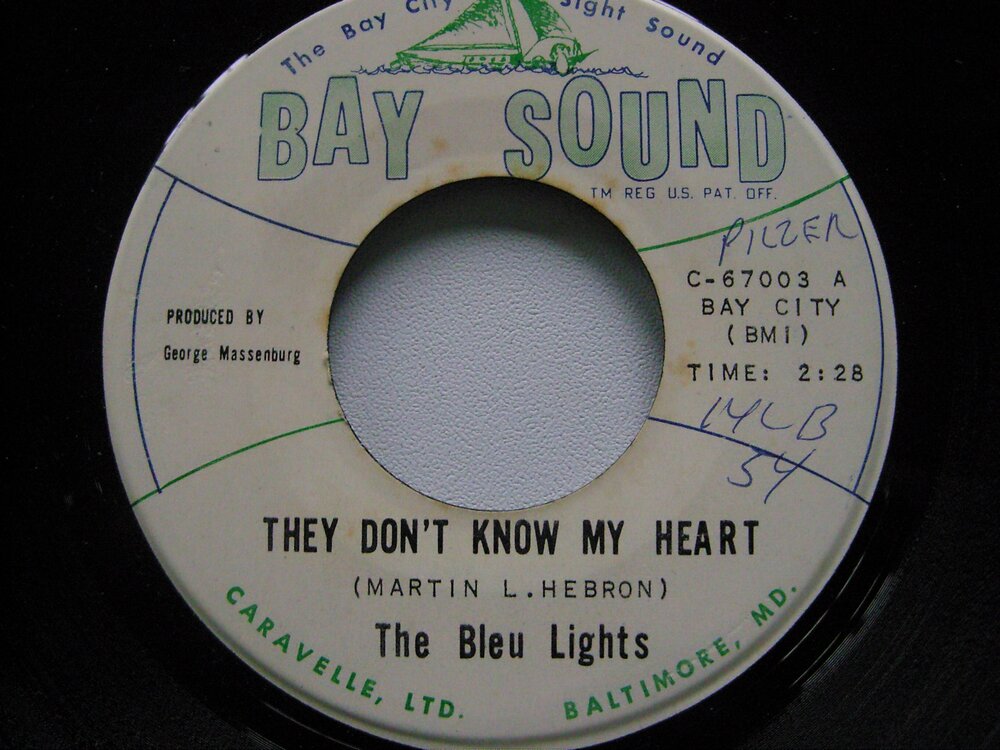 The Bay City Sight Sound
BAY SOUND
TM REG U.S. PAT. OFF.
PILZER
C-67003 A
BAY CITY
(BMI)
TIME: 2:28
PRODUCED BY
George Massenburg
54
THEY DON'T KNOW MY HEART
(MARTIN L. HEBRON)
The Bleu Lights
CARAVELLE, LTD. BALTIMORE, MD.